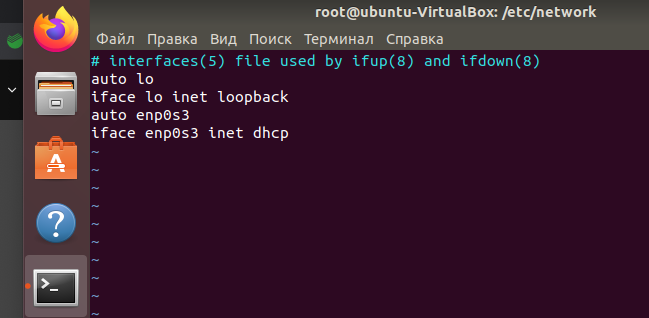 root@ubuntu-VirtualBox: /etc/network
Файл Правка Вид Поиск Терминал Справка
# interfaces(5) file used by ifup(8) and ifdown(8)
auto lo
iface lo inet loopback
auto enp0s3
iface enp0s3 inet dhcp
~
~
~
~
~
~
~
~
~
~